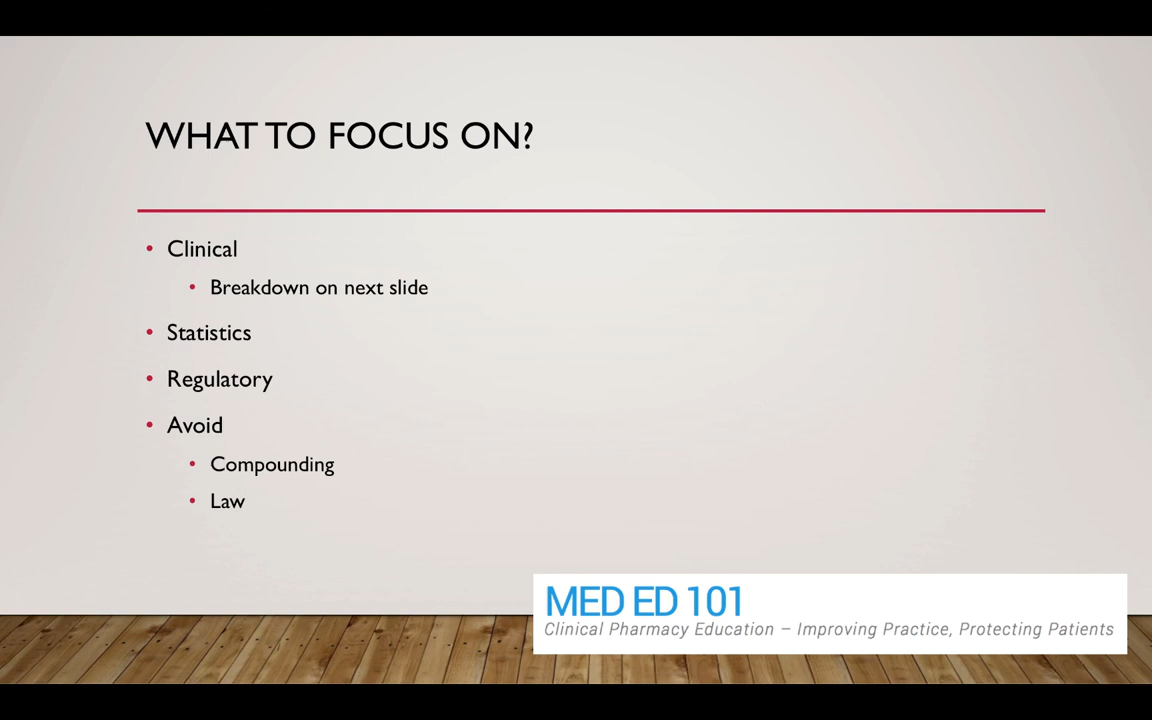 WHAT TO FOCUS ON?
• Clinical
• Breakdown on next slide
• Statistics
• Regulatory
• Avoid
• Compounding
• Law
MED ED 101
Clinical Pharmacy Education – Improving Practice, Protecting Patients